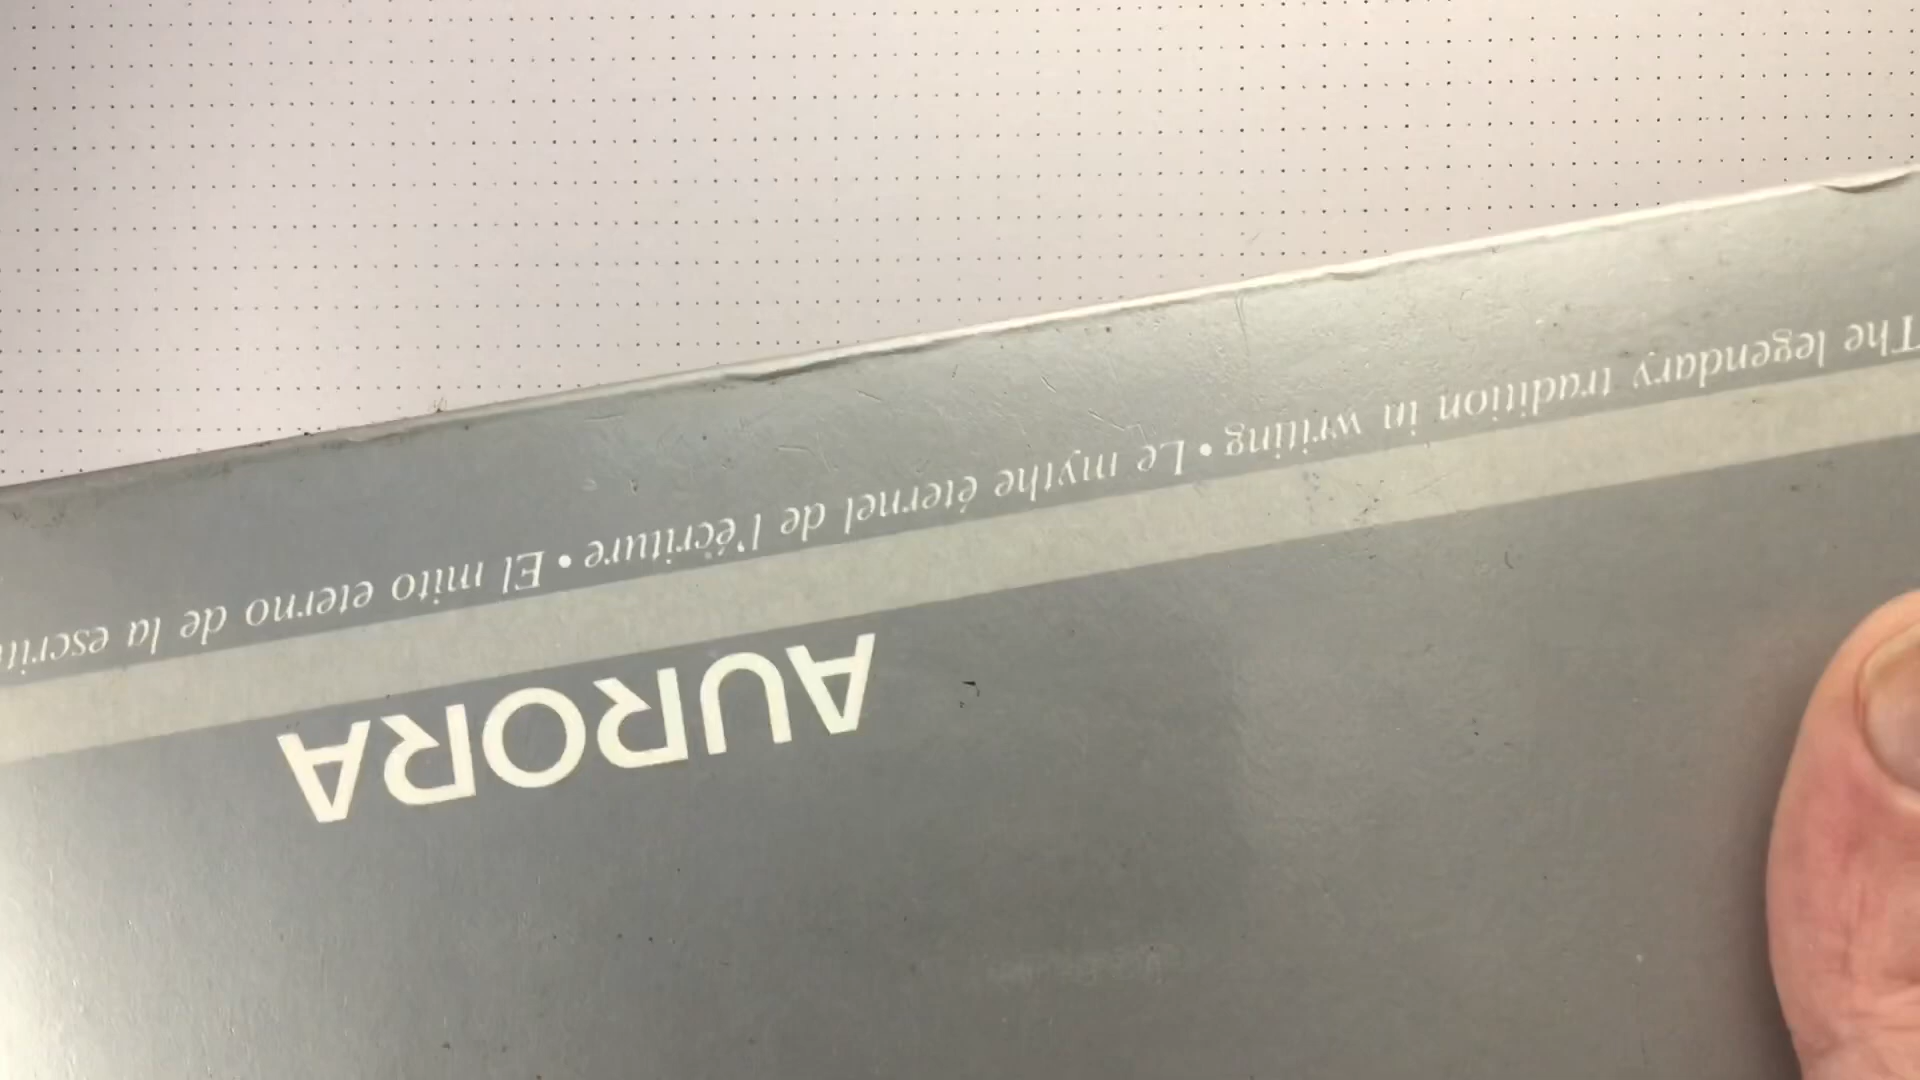 AURORA
The legendary tradition in writing • Le mythe éternel de l'écriture • El mito eterno de la